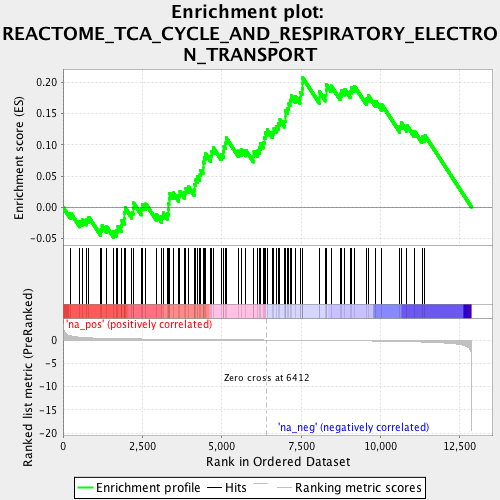 Enrichment plot:
REACTOME_TCA_CYCLE_AND_RESPIRATORY_ELECTRO
N_TRANSPORT
Enrichment score (ES)
0.20
0.15
0.10
0.05
0.00
-0.05
'na_pos' (positively correlated)
Ranked list metric (PreRanked)
0
-5
-10
-15
-20
Zero cross at 6412
'na_neg' (negatively correlated)
0
2,500
5,000
7,500
10,000
12,500
Rank in Ordered Dataset
Enrichment profile
Hits
Ranking metric scores